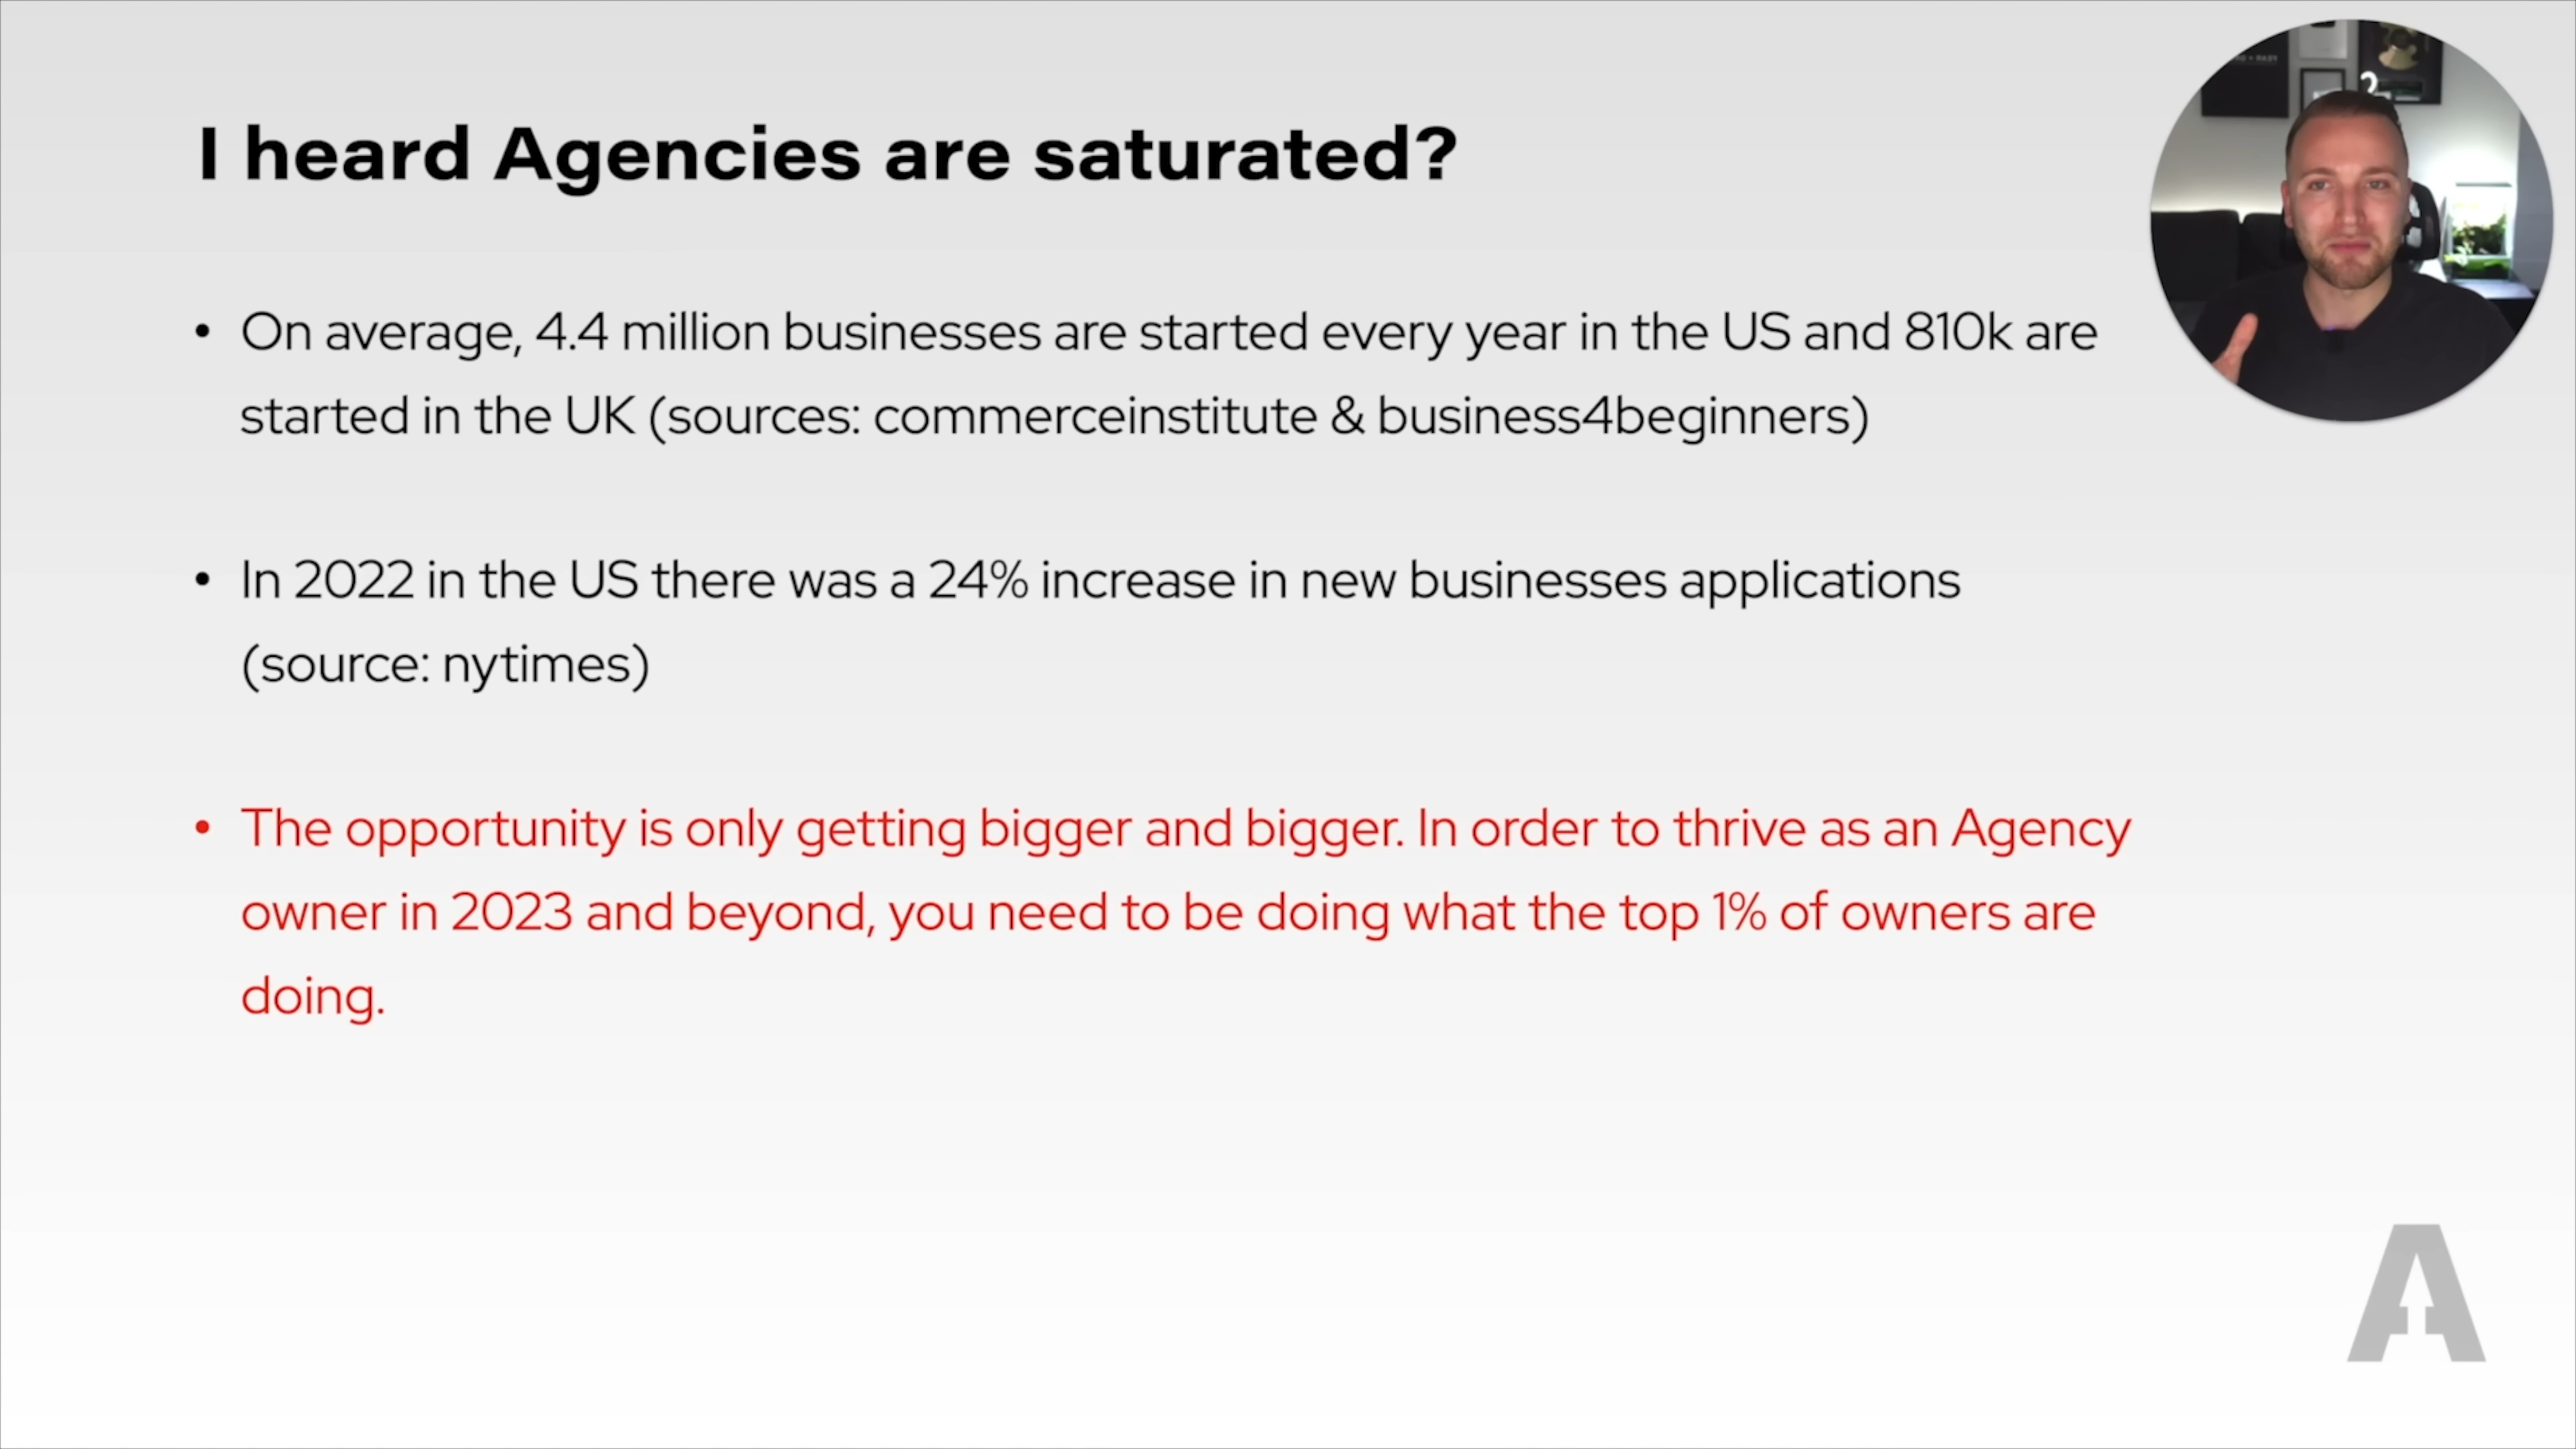 I heard Agencies are saturated?
• On average, 4.4 million businesses are started every year in the US and 810k are
started in the UK (sources: commerceinstitute & business4beginners)
• In 2022 in the US there was a 24% increase in new businesses applications
(source: nytimes)
• The opportunity is only getting bigger and bigger. In order to thrive as an Agency
owner in 2023 and beyond, you need to be doing what the top 1% of owners are
doing.
A